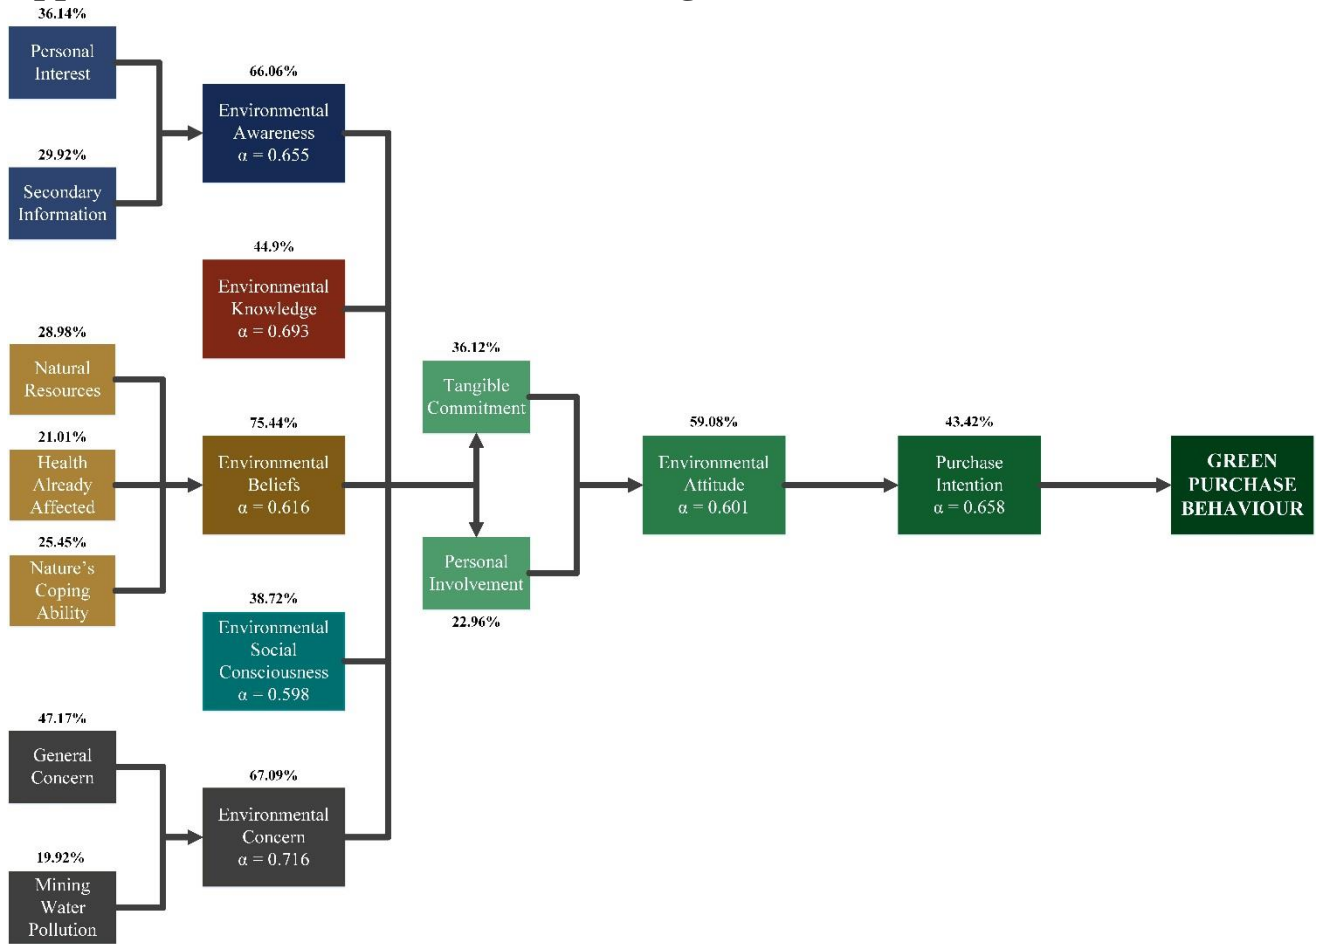 36.14%
Personal
Interest
66.06%
Environmental
Awareness
α = 0.655
29.92%
Secondary
Information
44.9%
Environmental
Knowledge
α = 0.693
28.98%
Natural
Resources
21.01%
Health
Already
Affected
25.45%
Nature's
Coping
Ability
75.44%
Environmental
Beliefs
α = 0.616
36.12%
Tangible
Commitment
Personal
Involvement
22.96%
59.08%
Environmental
Attitude
α = 0.601
43.42%
Purchase
Intention
α = 0.658
GREEN
PURCHASE
BEHAVIOUR
38.72%
Environmental
Social
Consciousness
α = 0.598
47.17%
General
Concern
67.09%
Environmental
Concern
α = 0.716
19.92%
Mining
Water
Pollution